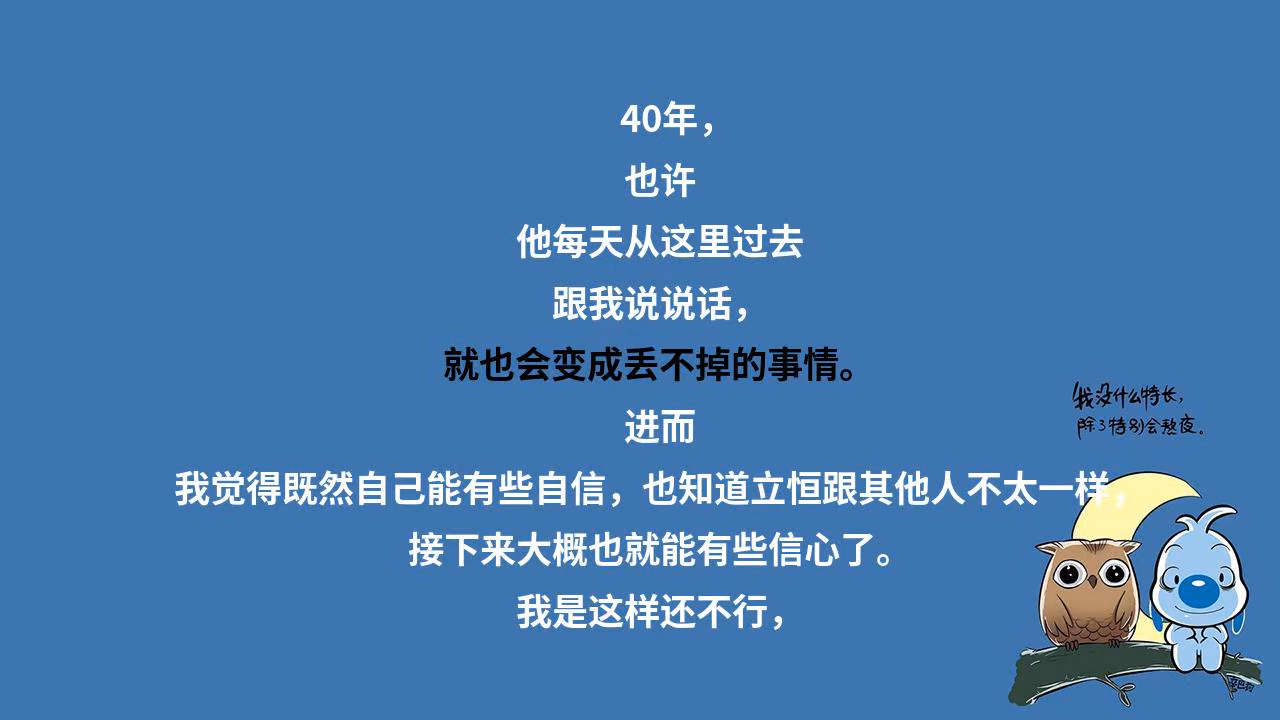 40年，
也许
他每天从这里过去
跟我说说话，
就也会变成丢不掉的事情。
我没什么特长，
除了特别会熬夜。
进而
我觉得既然自己能有些自信，也知道立恒跟其他人不太一样，
接下来大概也就能有些信心了。
我是这样还不行，